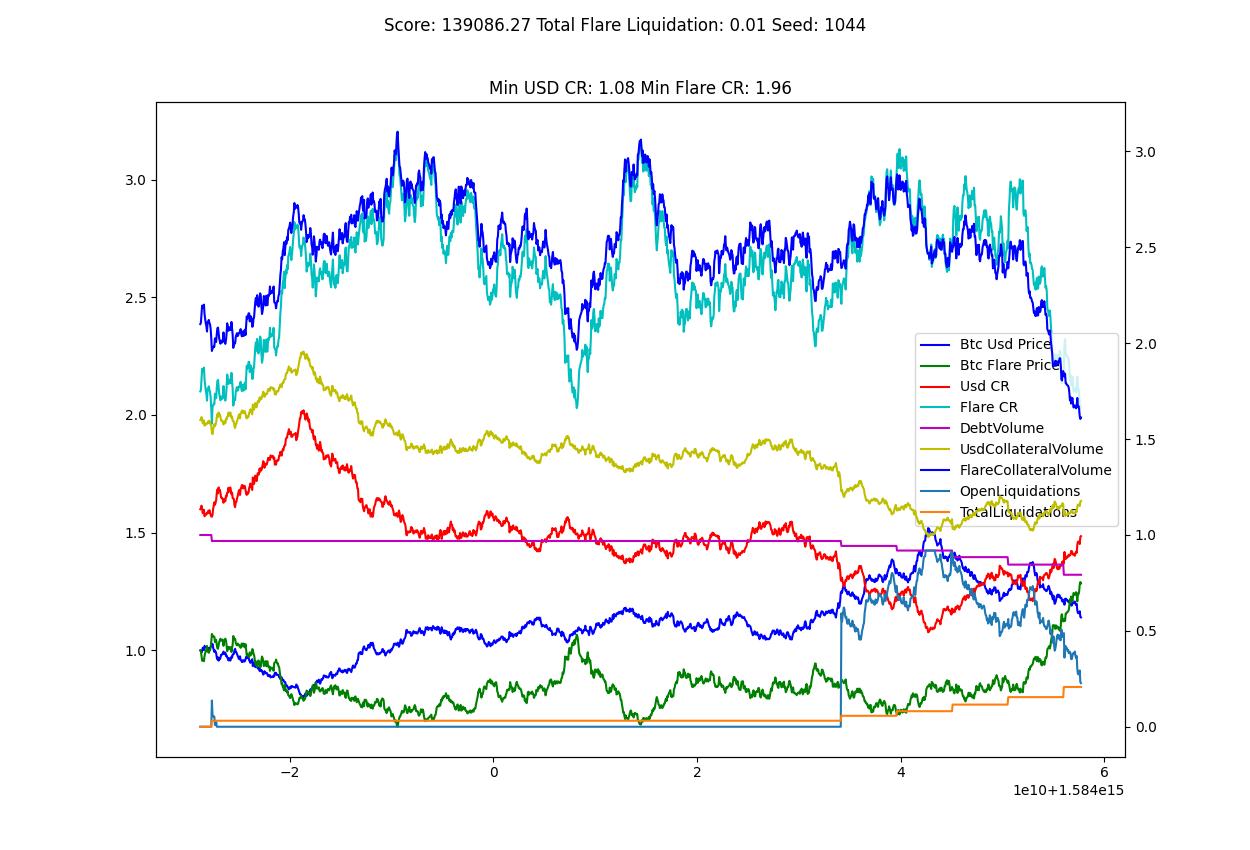 Score: 139086.27 Total Flare Liquidation: 0.01 Seed: 1044
Min USD CR: 1.08 Min Flare CR: 1.96
3.0
2.5
2.0
1.5
1.0
3.0
2.5
2.0
1.5
1.0
0.5
0.0
Btc Usd Price
Btc Flare Price
Usd CR
Flare CR
DebtVolume
UsdCollateralVolume
FlareCollateralVolume
OpenLiquidations
TotalLiquidations
−2 0 2 4 6
1e10+1.584e15